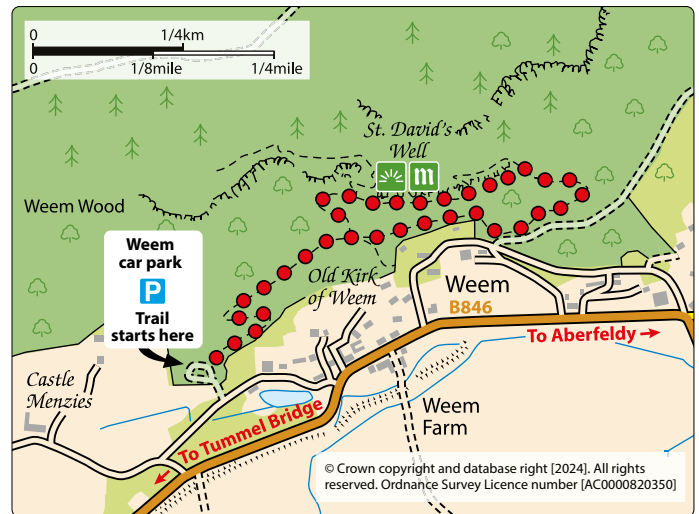 0 1/4km
0 1/8mile 1/4mile
St. David's
Well
m
Weem Wood
Weem
car park
P
Trail
starts here
Old Kirk
of Weem
Weem
B846
To Aberfeldy
Castle
Menzies
To Tummel Bridge
Weem
Farm
© Crown copyright and database right [2024]. All rights
reserved. Ordnance Survey Licence number [AC0000820350]